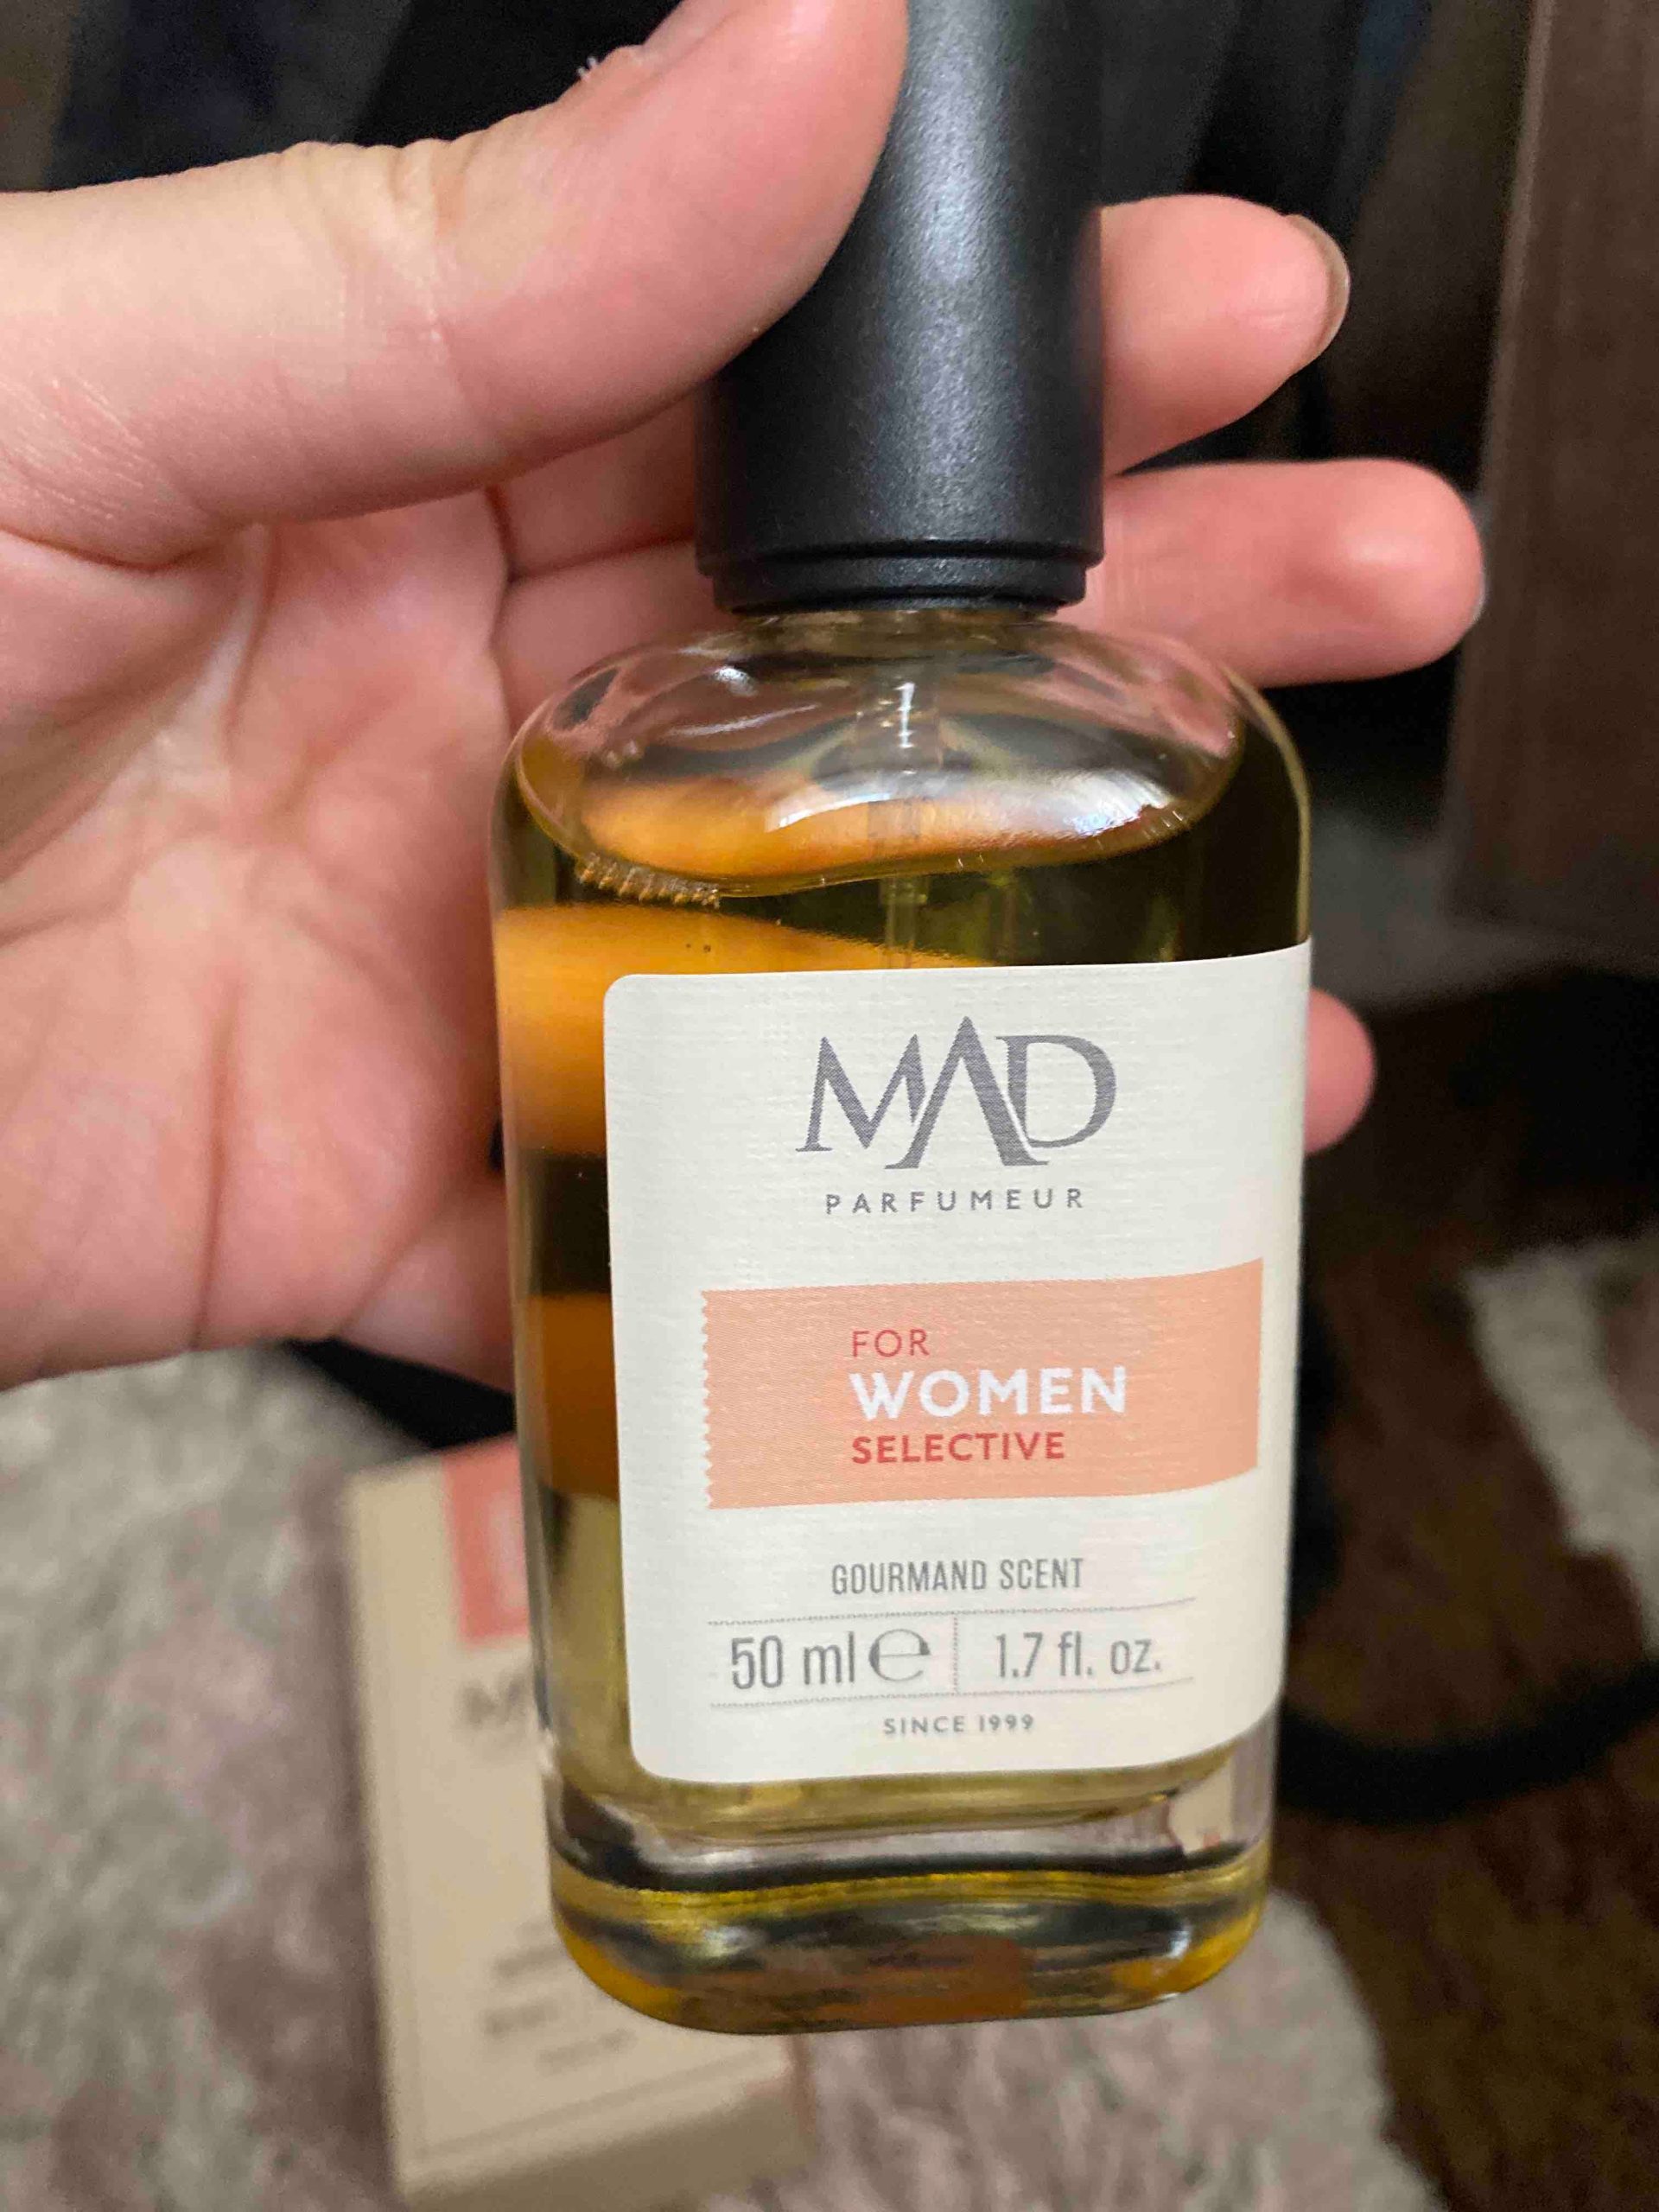 MAD
PARFUMEUR
FOR
WOMEN
SELECTIVE
GOURMAND SCENT
50 ml ℮ 1.7 fl. oz.
SINCE 1999